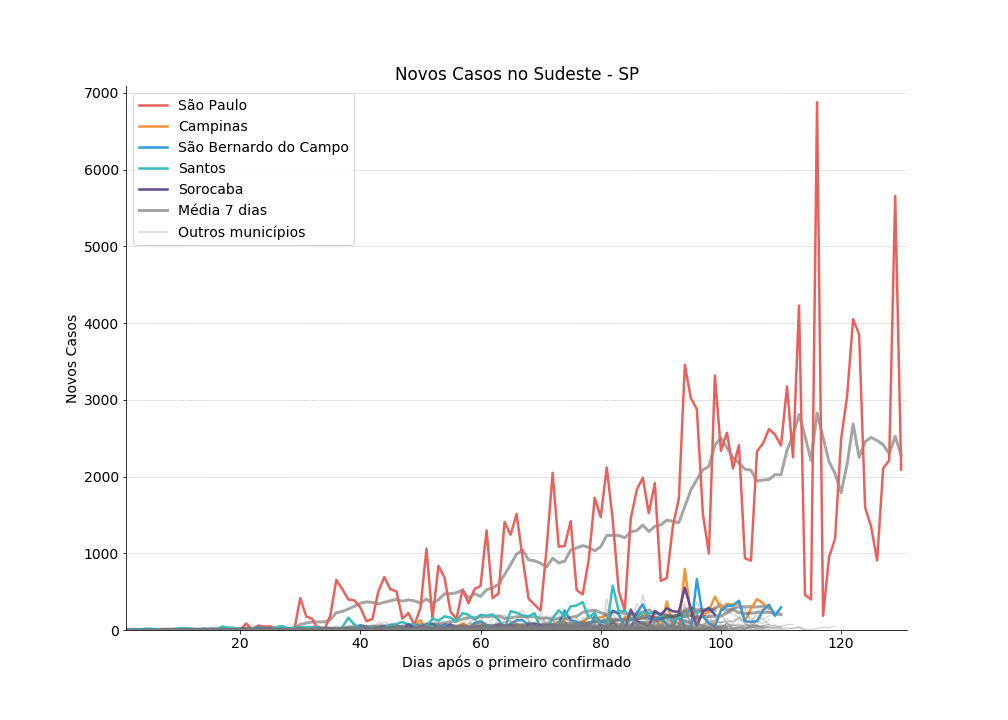 Novos Casos no Sudeste - SP
São Paulo
Campinas
São Bernardo do Campo
Santos
Sorocaba
Média 7 dias
Outros municípios
7000
6000
5000
4000
3000
2000
1000
0
Novos Casos
20
40
60
80
100
120
Dias após o primeiro confirmado